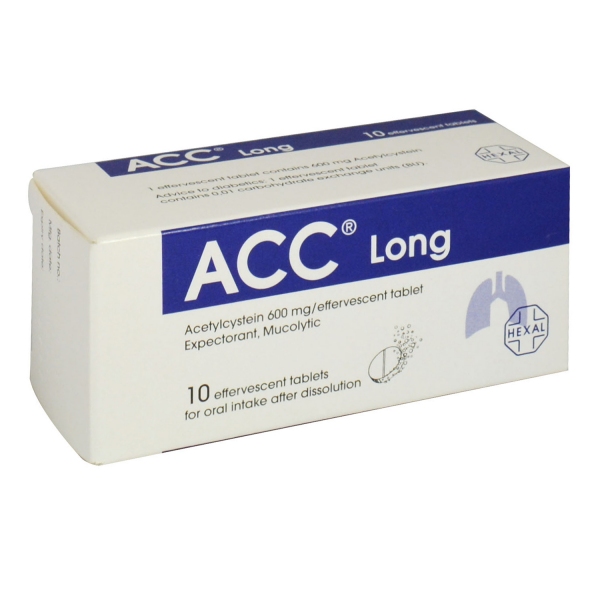 ACC® Long
10 effervescent tablets
1 effervescent tablet contains 600 mg Acetylcystein
Advice to diabetics: 1 effervescent tablet
contains 0,01 carbohydrate exchange units (BU).
HEXAL
ACC® Long
Acetylcystein 600 mg/effervescent tablet
Expectorant, Mucolytic
10 effervescent tablets
for oral intake after dissolution
HEXAL
Batch no.: